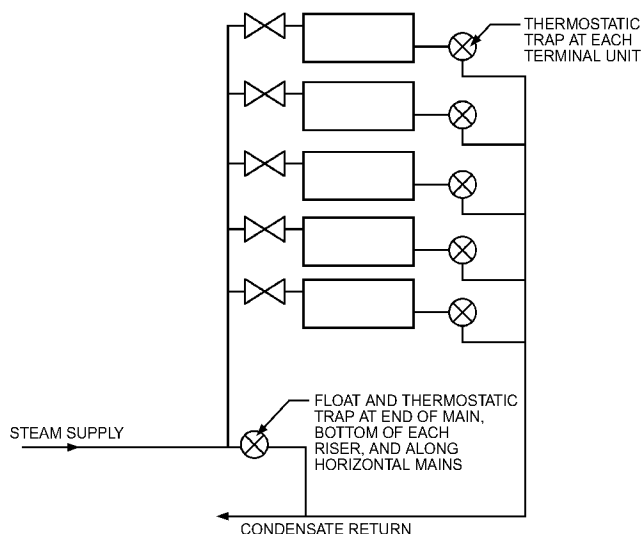 THERMOSTATIC
TRAP AT EACH
TERMINAL UNIT
FLOAT AND THERMOSTATIC
TRAP AT END OF MAIN,
BOTTOM OF EACH
RISER, AND ALONG
HORIZONTAL MAINS
STEAM SUPPLY
CONDENSATE RETURN